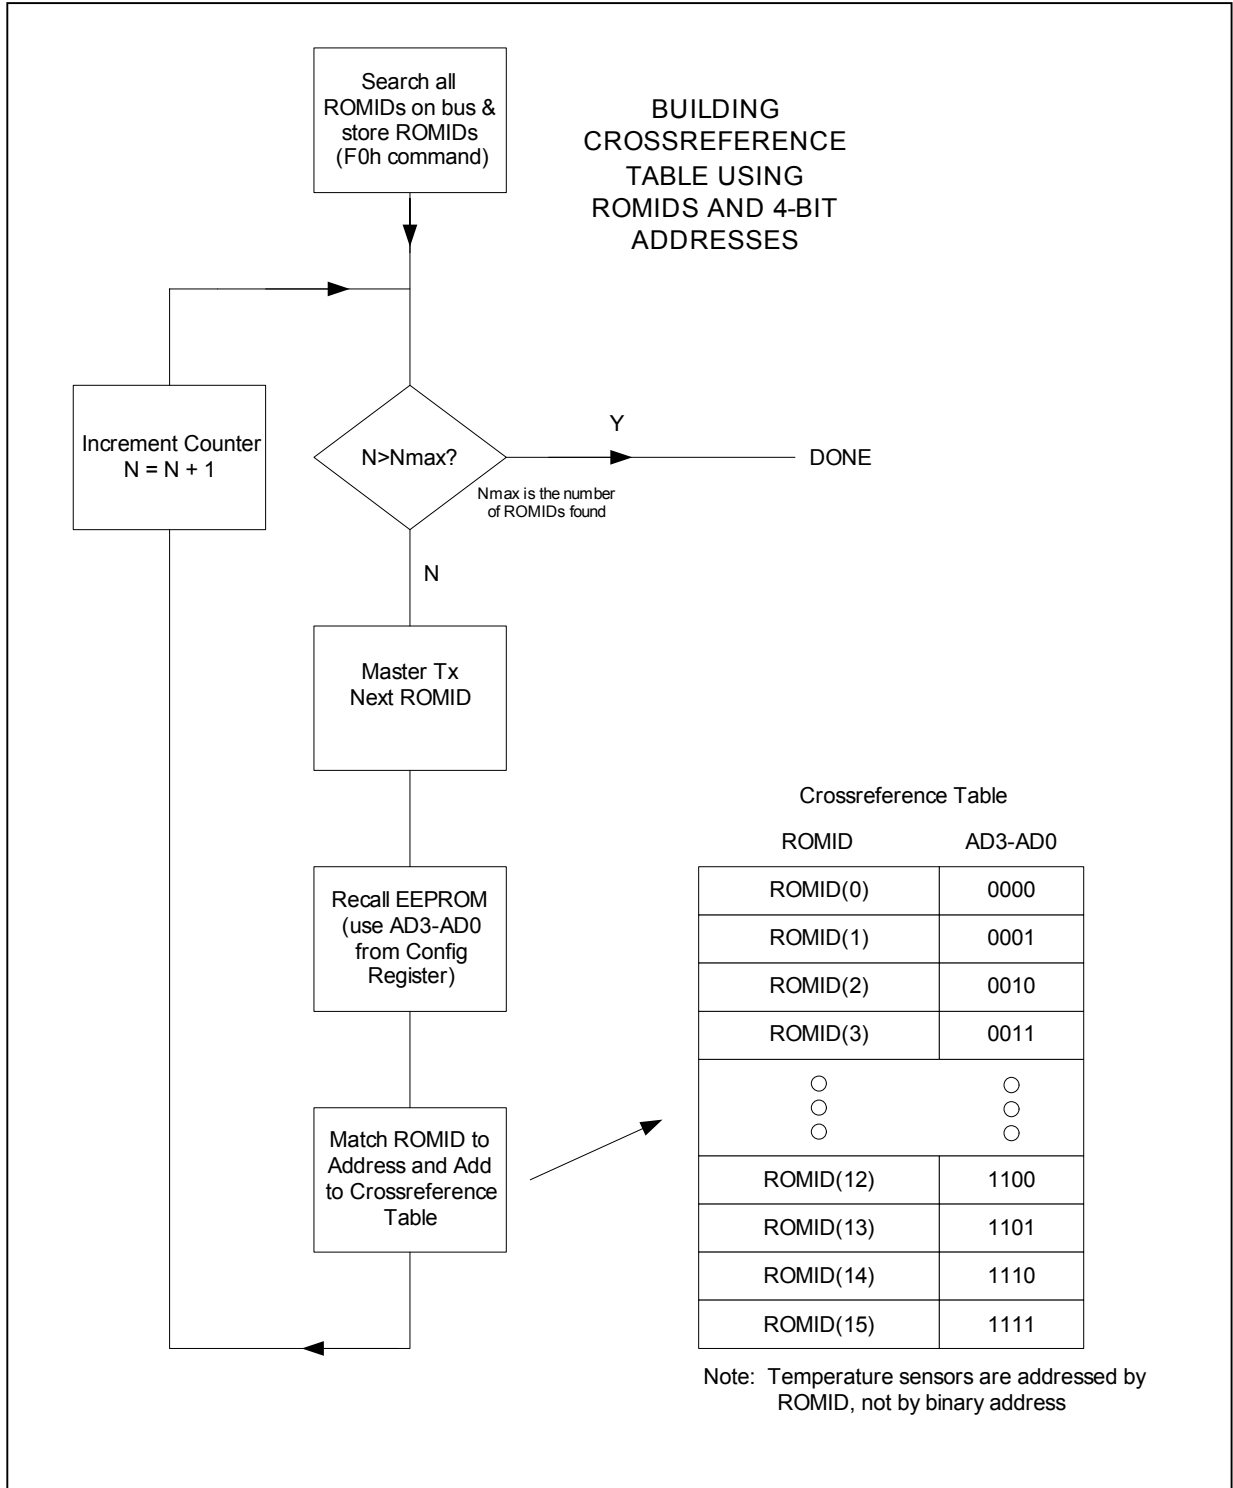 Search all
ROMIDs on bus &
store ROMIDs
(F0h command)
BUILDING
CROSSREFERENCE
TABLE USING
ROMIDS AND 4-BIT
ADDRESSES
Increment Counter
N = N + 1
N>Nmax?
Y
DONE
Nmax is the number
of ROMIDs found
N
Master Tx
Next ROMID
Recall EEPROM
(use AD3-AD0
from Config
Register)
Match ROMID to
Address and Add
to Crossreference
Table
Crossreference Table
ROMID AD3-AD0
ROMID(0) 0000
ROMID(1) 0001
ROMID(2) 0010
ROMID(3) 0011
ROMID(12) 1100
ROMID(13) 1101
ROMID(14) 1110
ROMID(15) 1111
Note: Temperature sensors are addressed by
ROMID, not by binary address